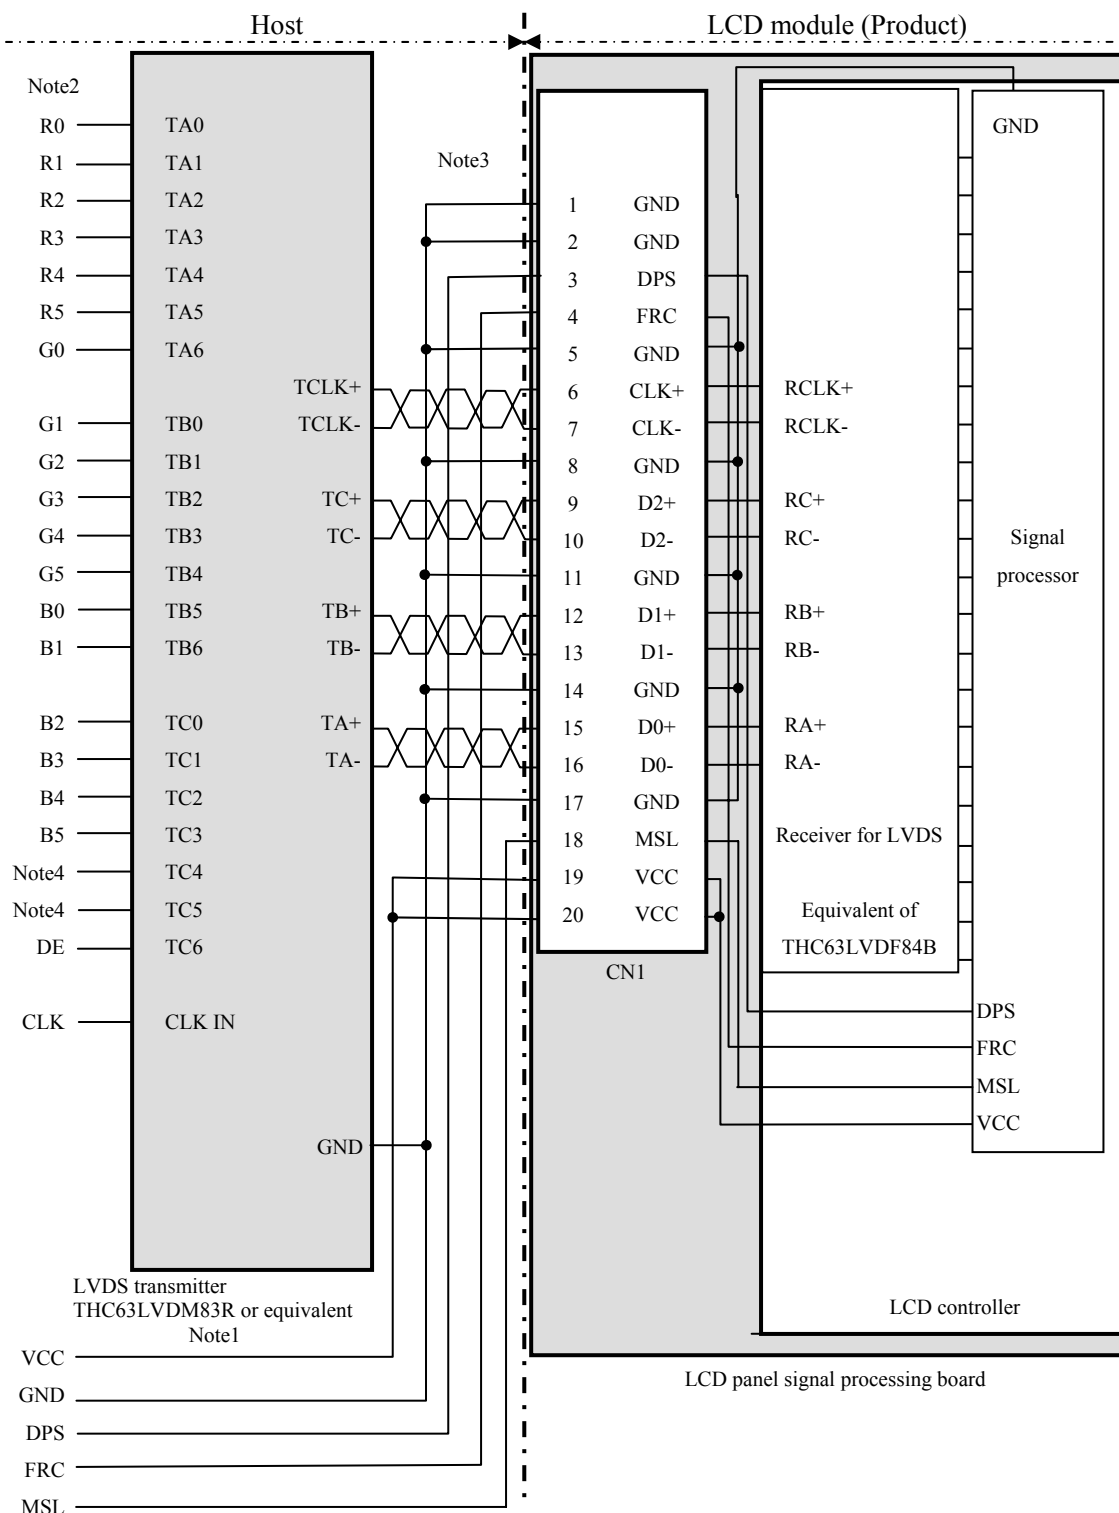 Host
LCD module (Product)
Note2
R0 TA0
R1 TA1
R2 TA2
R3 TA3
R4 TA4
R5 TA5
G0 TA6
TCLK+
G1 TB0 TCLK-
G2 TB1
G3 TB2 TC+
G4 TB3 TC-
G5 TB4
B0 TB5 TB+
B1 TB6 TB-
B2 TC0 TA+
B3 TC1 TA-
B4 TC2
B5 TC3
Note4 TC4
Note4 TC5
DE TC6
CLK CLK IN
GND
LVDS transmitter
THC63LVDM83R or equivalent
Note1
VCC
GND
DPS
FRC
MSL
Note3
1 GND
2 GND
3 DPS
4 FRC
5 GND
6 CLK+
7 CLK-
8 GND
9 D2+
10 D2-
11 GND
12 D1+
13 D1-
14 GND
15 D0+
16 D0-
17 GND
18 MSL
19 VCC
20 VCC
CN1
RCLK+
RCLK-
RC+
RC-
RB+
RB-
RA+
RA-
Receiver for LVDS
Equivalent of
THC63LVDF84B
GND
Signal
processor
DPS
FRC
MSL
VCC
LCD controller
LCD panel signal processing board